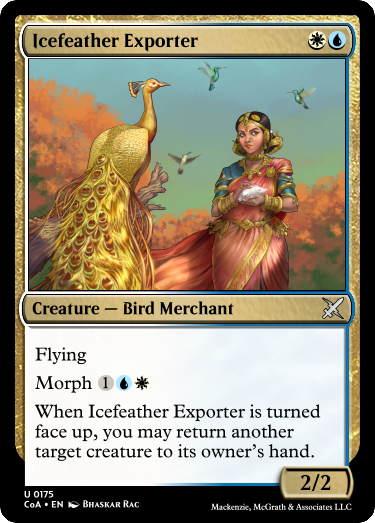 Icefeather Exporter
Creature — Bird Merchant
Flying
Morph 1
When Icefeather Exporter is turned
face up, you may return another
target creature to its owner's hand.
2/2
U 0175
CoA • EN Bhaskar Rac
Mackenzie, McGrath & Associates LLC